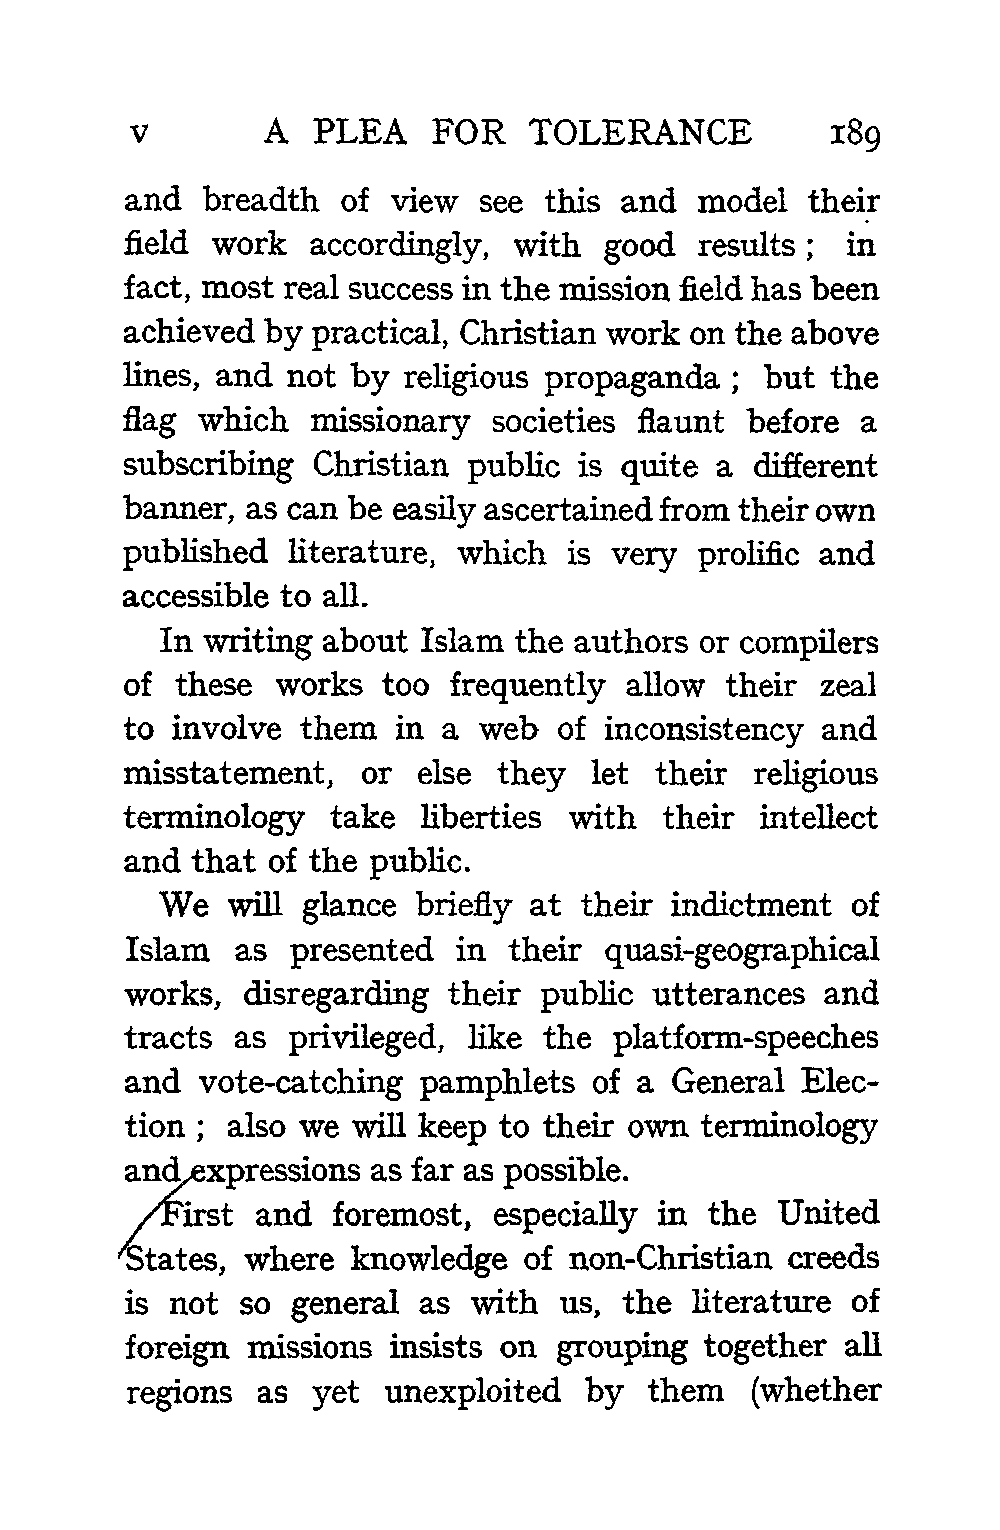 v A PLEA FOR TOLERANCE 189
and breadth of view see this and model their
field work accordingly, with good results ; in
fact, most real success in the mission field has been
achieved by practical, Christian work on the above
lines, and not by religious propaganda ; but the
flag which missionary societies flaunt before a
subscribing Christian public is quite a different
banner, as can be easily ascertained from their own
published literature, which is very prolific and
accessible to all.
In writing about Islam the authors or compilers
of these works too frequently allow their zeal
to involve them in a web of inconsistency and
misstatement, or else they let their religious
terminology take liberties with their intellect
and that of the public.
We will glance briefly at their indictment of
Islam as presented in their quasi-geographical
works, disregarding their public utterances and
tracts as privileged, like the platform-speeches
and vote-catching pamphlets of a General Elec-
tion ; also we will keep to their own terminology
and expressions as far as possible.
First and foremost, especially in the United
States, where knowledge of non-Christian creeds
is not so general as with us, the literature of
foreign missions insists on grouping together all
regions as yet unexploited by them (whether